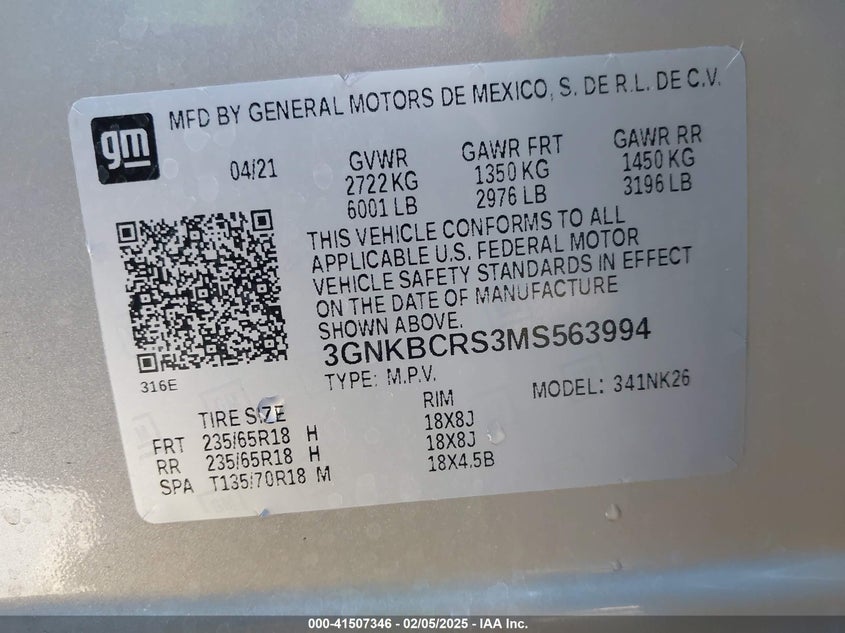 gm
MFD BY GENERAL MOTORS DE MEXICO, S. DE R.L. DE C.V.
04/21
GVWR
2722 KG
6001 LB
GAWR FRT
1350 KG
2976 LB
GAWR RR
1450 KG
3196 LB
THIS VEHICLE CONFORMS TO ALL
APPLICABLE U.S. FEDERAL MOTOR
VEHICLE SAFETY STANDARDS IN EFFECT
ON THE DATE OF MANUFACTURE
SHOWN ABOVE.
3GNKBCRS3MS563994
316E
TYPE: M.P.V.
MODEL: 341NK26
TIRE SIZE RIM
FRT 235/65R18 H 18X8J
RR 235/65R18 H 18X8J
SPA T135/70R18 M 18X4.5B
000-41507346 - 02/05/2025 - IAA Inc.